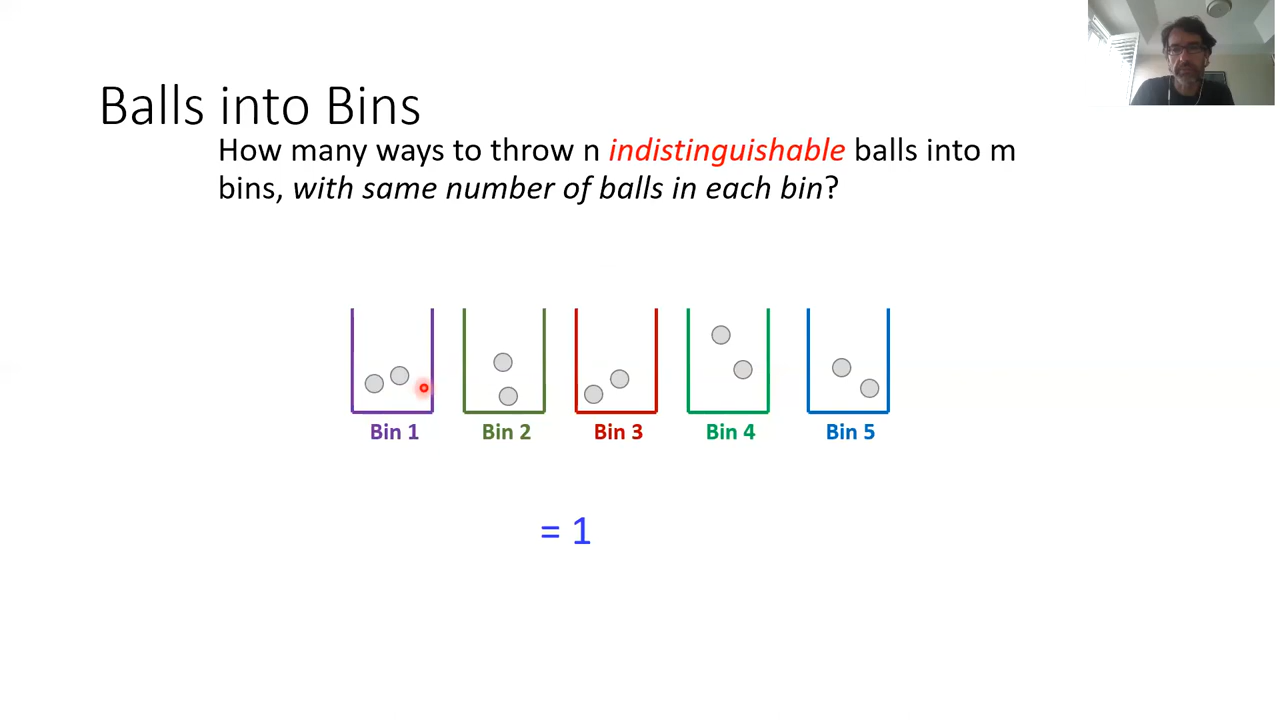 Balls into Bins
How many ways to throw n indistinguishable balls into m
bins, with same number of balls in each bin?
Bin 1 Bin 2 Bin 3 Bin 4 Bin 5
= 1